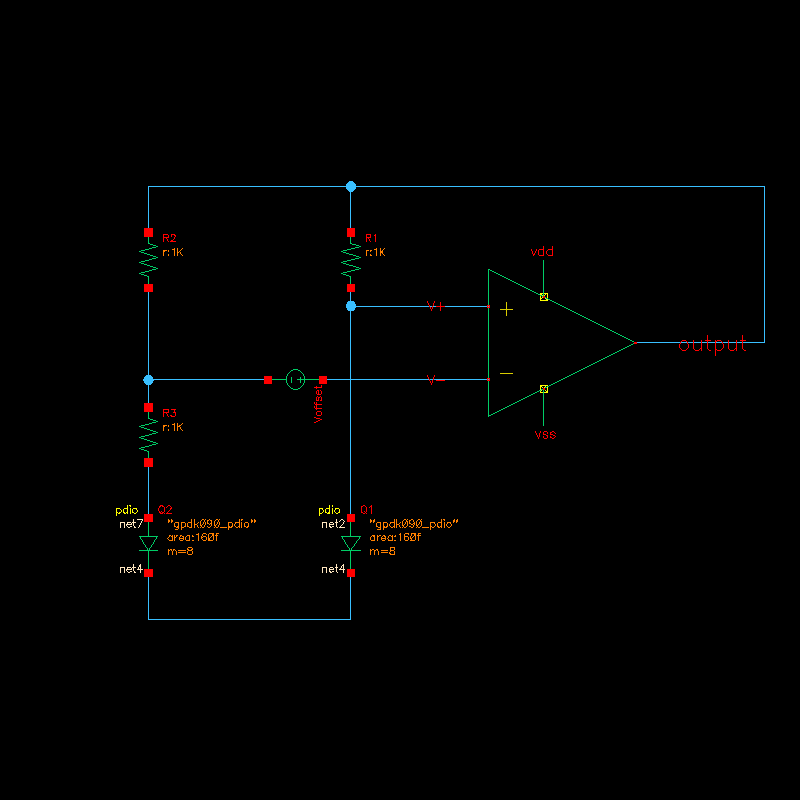 R2
r:1K
R1
r:1K
vdd
V+
+
output
V-
−
Voffset
R3
r:1K
vss
pdio Q2
net7 "gpdk090_pdio"
area:160f
m=8
net4
pdio Q1
net2 "gpdk090_pdio"
area:160f
m=8
net4